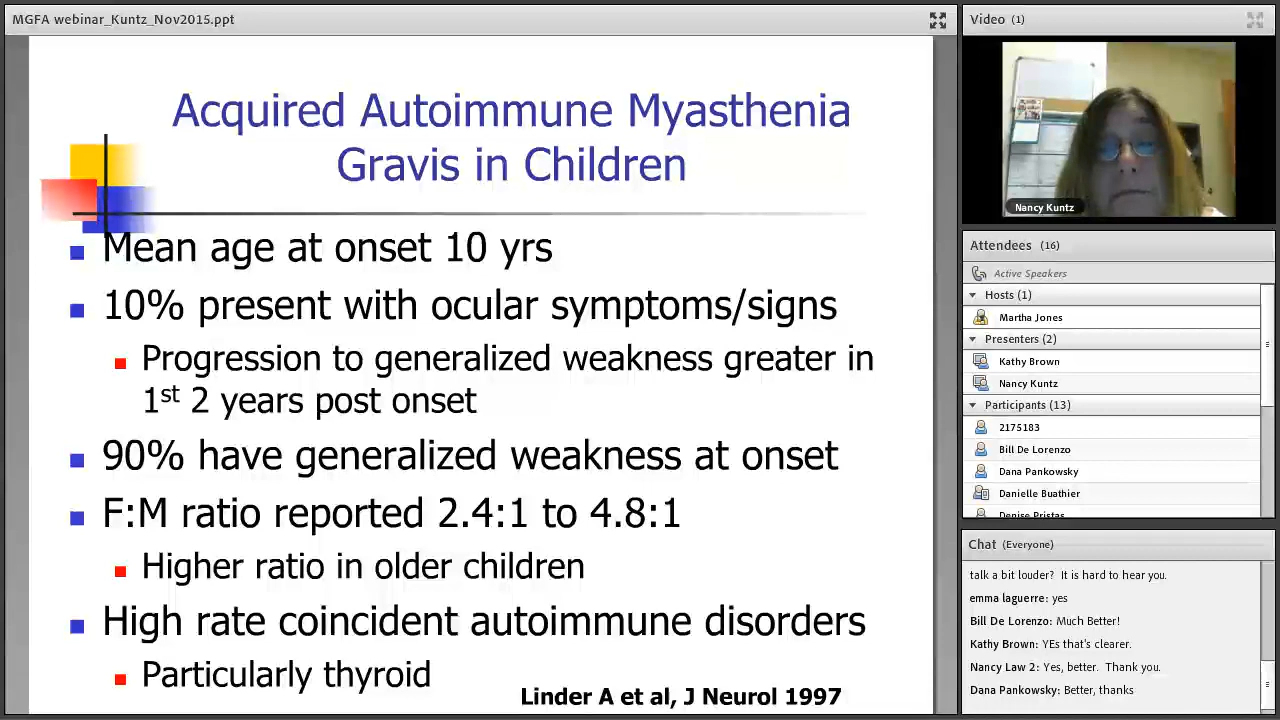 MGFA webinar_Kuntz_Nov2015.ppt
Acquired Autoimmune Myasthenia
Gravis in Children
Mean age at onset 10 yrs
10% present with ocular symptoms/signs
Progression to generalized weakness greater in
1st 2 years post onset
90% have generalized weakness at onset
F:M ratio reported 2.4:1 to 4.8:1
Higher ratio in older children
High rate coincident autoimmune disorders
Particularly thyroid
Linder A et al, J Neurol 1997
Video (1)
Nancy Kuntz
Attendees (16)
Active Speakers
Hosts (1)
Martha Jones
Presenters (2)
Kathy Brown
Nancy Kuntz
Participants (13)
2175183
Bill De Lorenzo
Dana Pankowsky
Danielle Buathier
Denise Pristas
Chat (Everyone)
talk a bit louder? It is hard to hear you.
emma laguerre: yes
Bill De Lorenzo: Much Better!
Kathy Brown: YEs that's clearer.
Nancy Law 2: Yes, better. Thank you.
Dana Pankowsky: Better, thanks